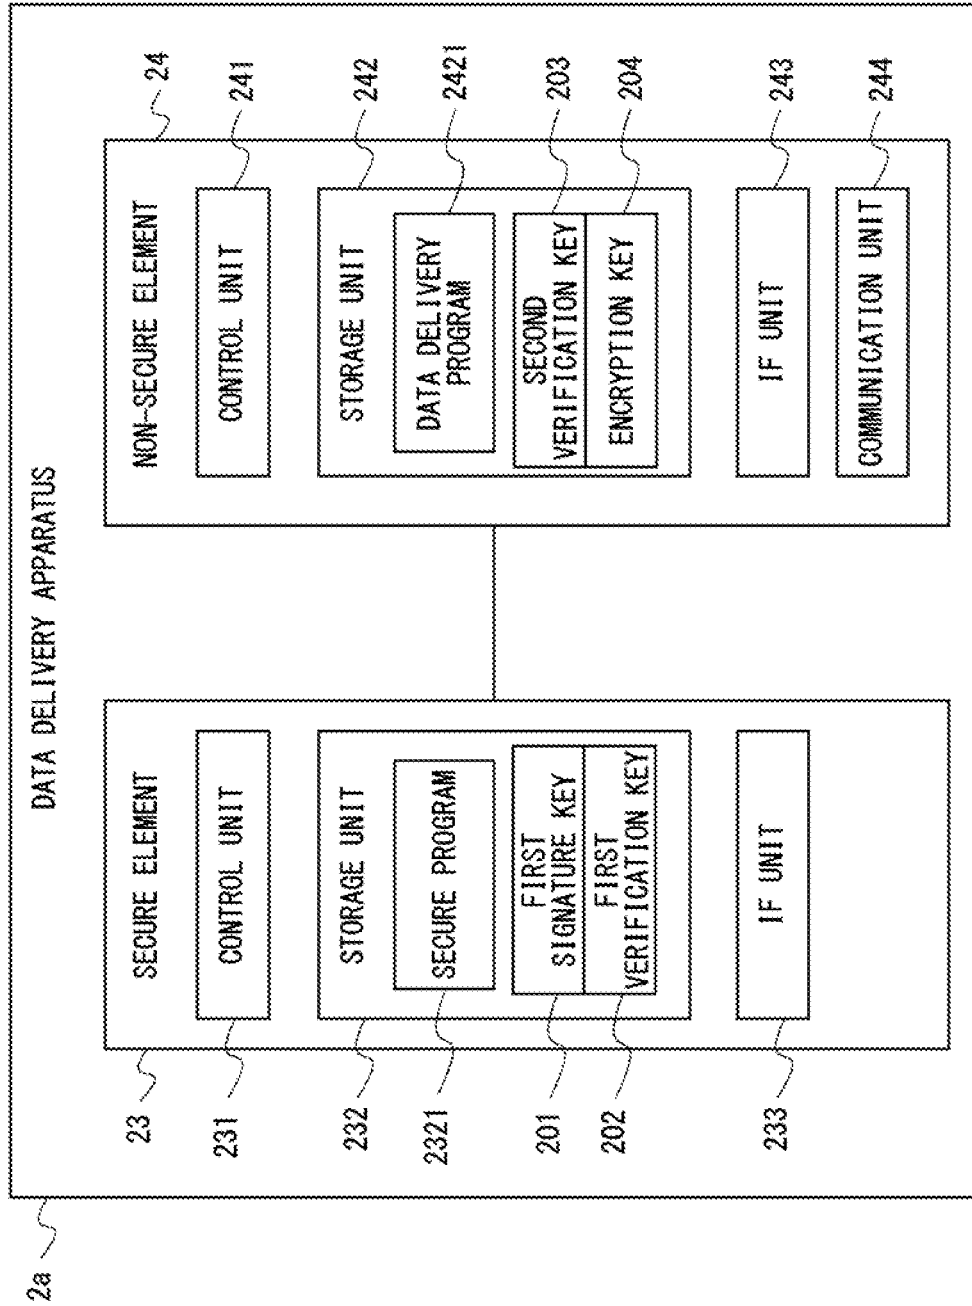 2a
DATA DELIVERY APPARATUS
23
SECURE ELEMENT
231
CONTROL UNIT
232
STORAGE UNIT
2321
SECURE PROGRAM
201
FIRST
SIGNATURE KEY
202
FIRST
VERIFICATION KEY
233
IF UNIT
24
NON-SECURE ELEMENT
241
CONTROL UNIT
242
STORAGE UNIT
2421
DATA DELIVERY
PROGRAM
203
SECOND
VERIFICATION KEY
204
ENCRYPTION KEY
243
IF UNIT
244
COMMUNICATION UNIT